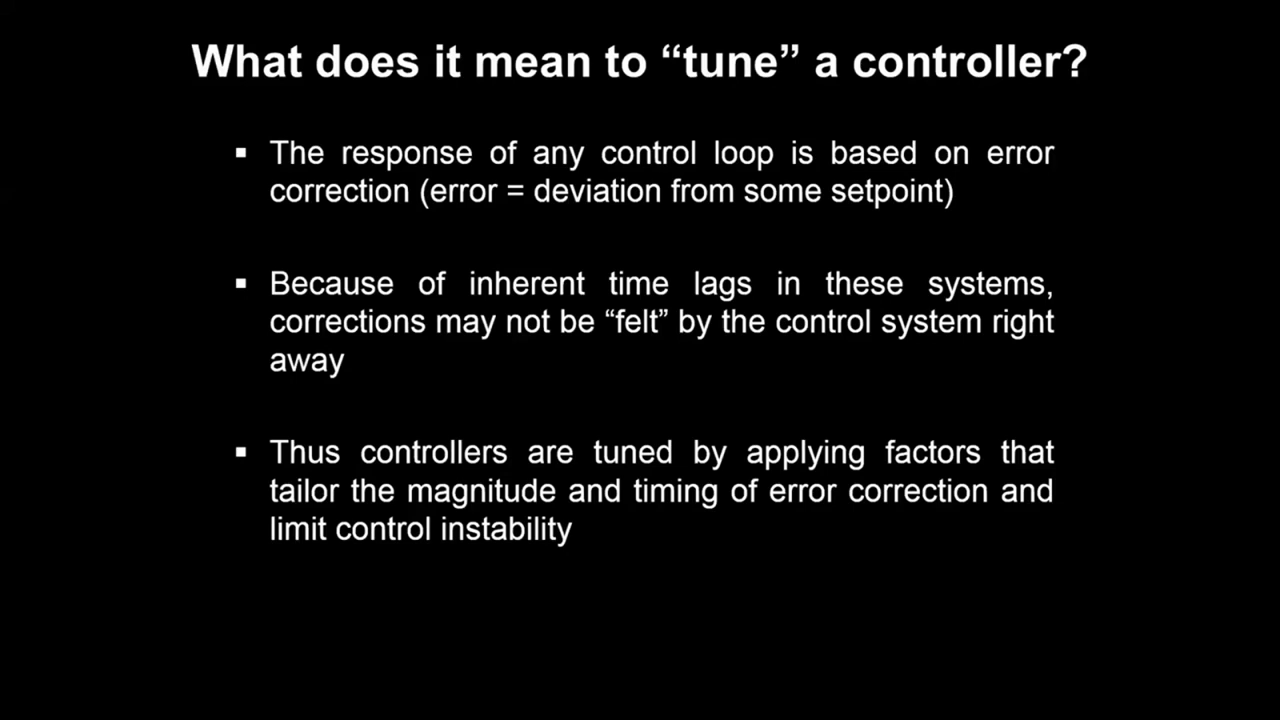 What does it mean to “tune” a controller?
▪ The response of any control loop is based on error
correction (error = deviation from some setpoint)
▪ Because of inherent time lags in these systems,
corrections may not be “felt” by the control system right
away
▪ Thus controllers are tuned by applying factors that
tailor the magnitude and timing of error correction and
limit control instability